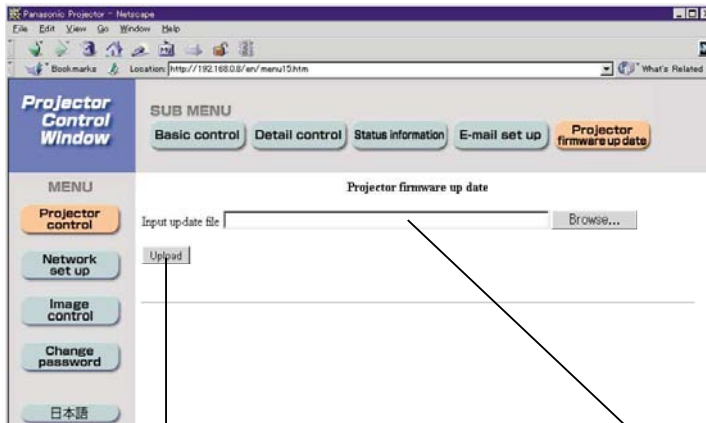 Panasonic Projector - Netscape
File Edit View Go Window Help
Bookmarks Location: http://192.168.0.8/en/menu15.htm What's Related
Projector
Control
Window
SUB MENU
Basic control Detail control Status information E-mail set up Projector
firmware up date
MENU
Projector
control
Network
set up
Image
control
Change
password
日本語
Projector firmware up date
Input update file Browse...
Upload